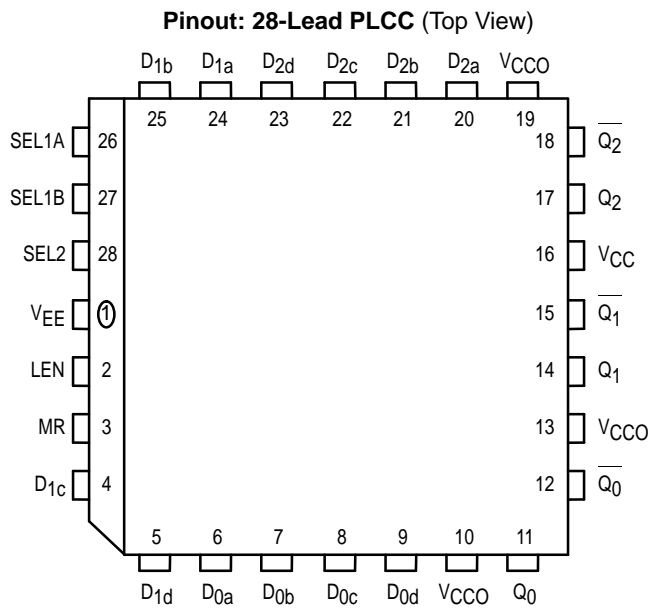 Pinout: 28-Lead PLCC (Top View)
D1b D1a D2d D2c D2b D2a VCCO
25 24 23 22 21 20 19
SEL1A 26 18 Q̅2̅
SEL1B 27 17 Q2
SEL2 28 16 VCC
VEE 1 15 Q̅1̅
LEN 2 14 Q1
MR 3 13 VCCO
D1c 4 12 Q̅0̅
5 6 7 8 9 10 11
D1d D0a D0b D0c D0d VCCO Q0